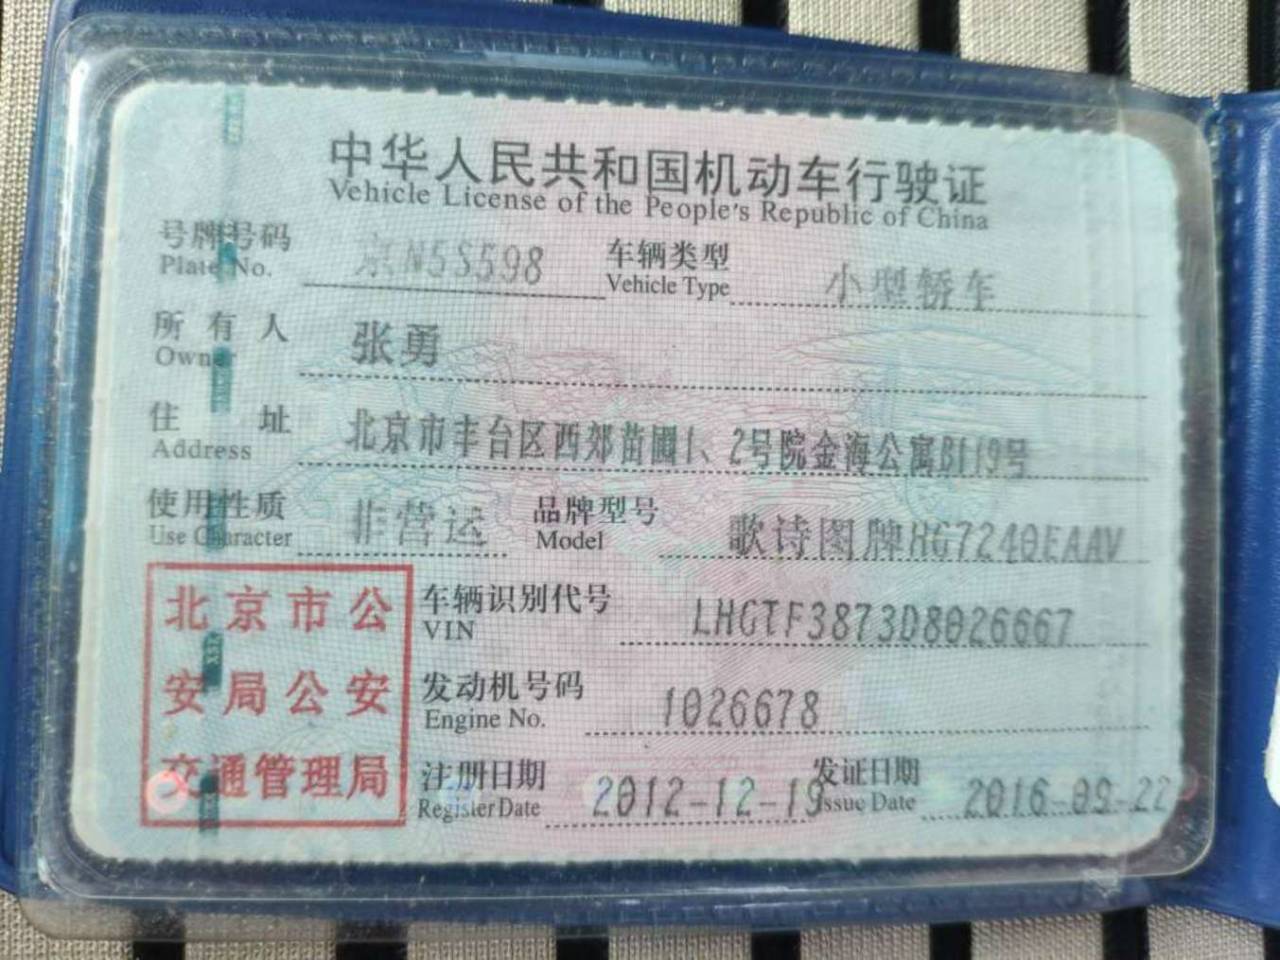 中华人民共和国机动车行驶证
Vehicle License of the People's Republic of China
号牌号码 京N5S598 车辆类型 小型轿车
Plate No. Vehicle Type
所有人 张勇
Owner
住址 北京市丰台区西郊苗圃1、2号院金海公寓B119号
Address
使用性质 非营运 品牌型号 歌诗图牌HG7240EAAV
Use Character Model
北京市公
安局公安
交通管理局
车辆识别代号 LHGTF3873D8026667
VIN
发动机号码 1026678
Engine No.
注册日期 2012-12-19 发证日期 2016-09-22
Register Date Issue Date